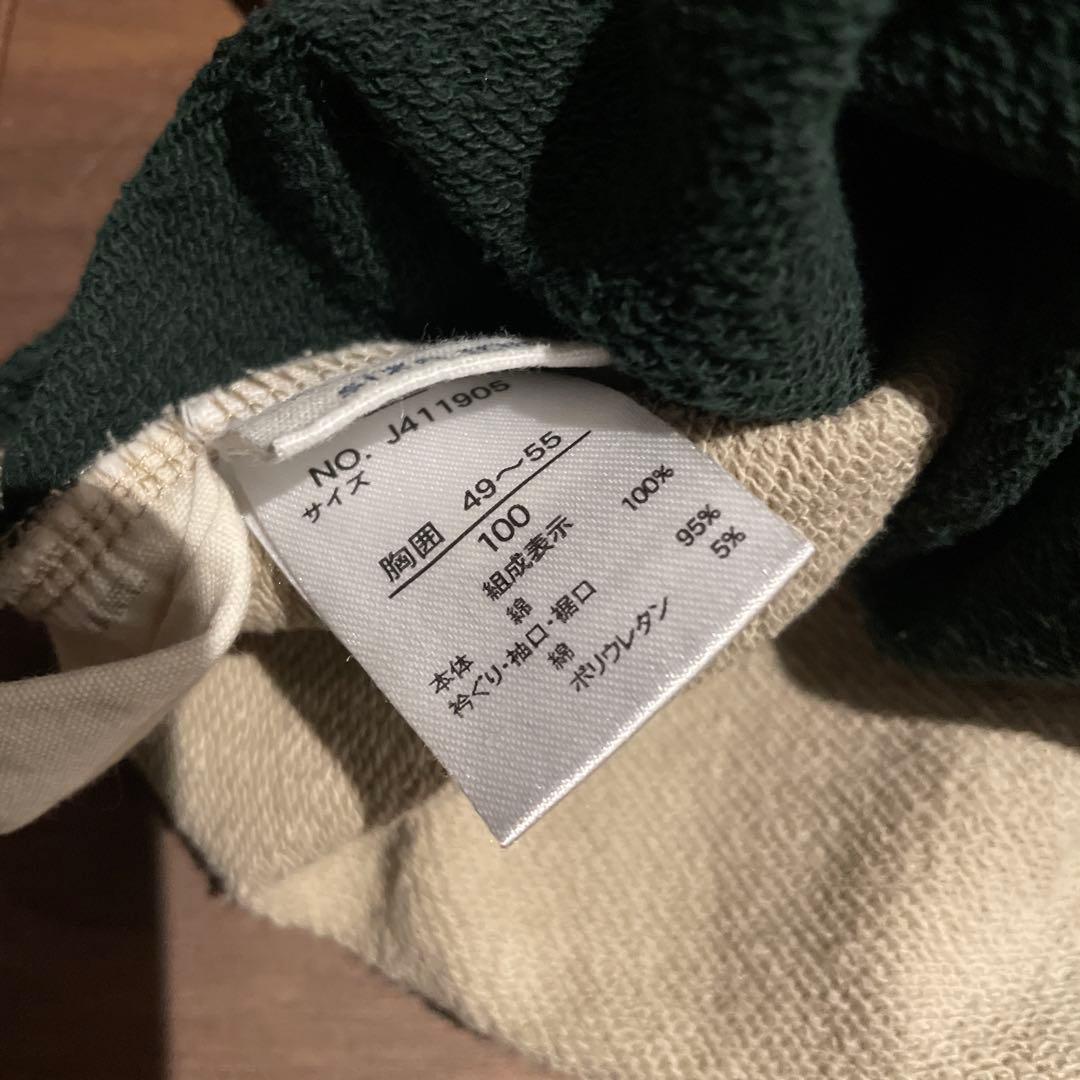 NO. J411905
サイズ
胸囲 49～55
100
組成表示
本体 綿 100%
衿ぐり・袖口・裾口
綿 95%
ポリウレタン 5%